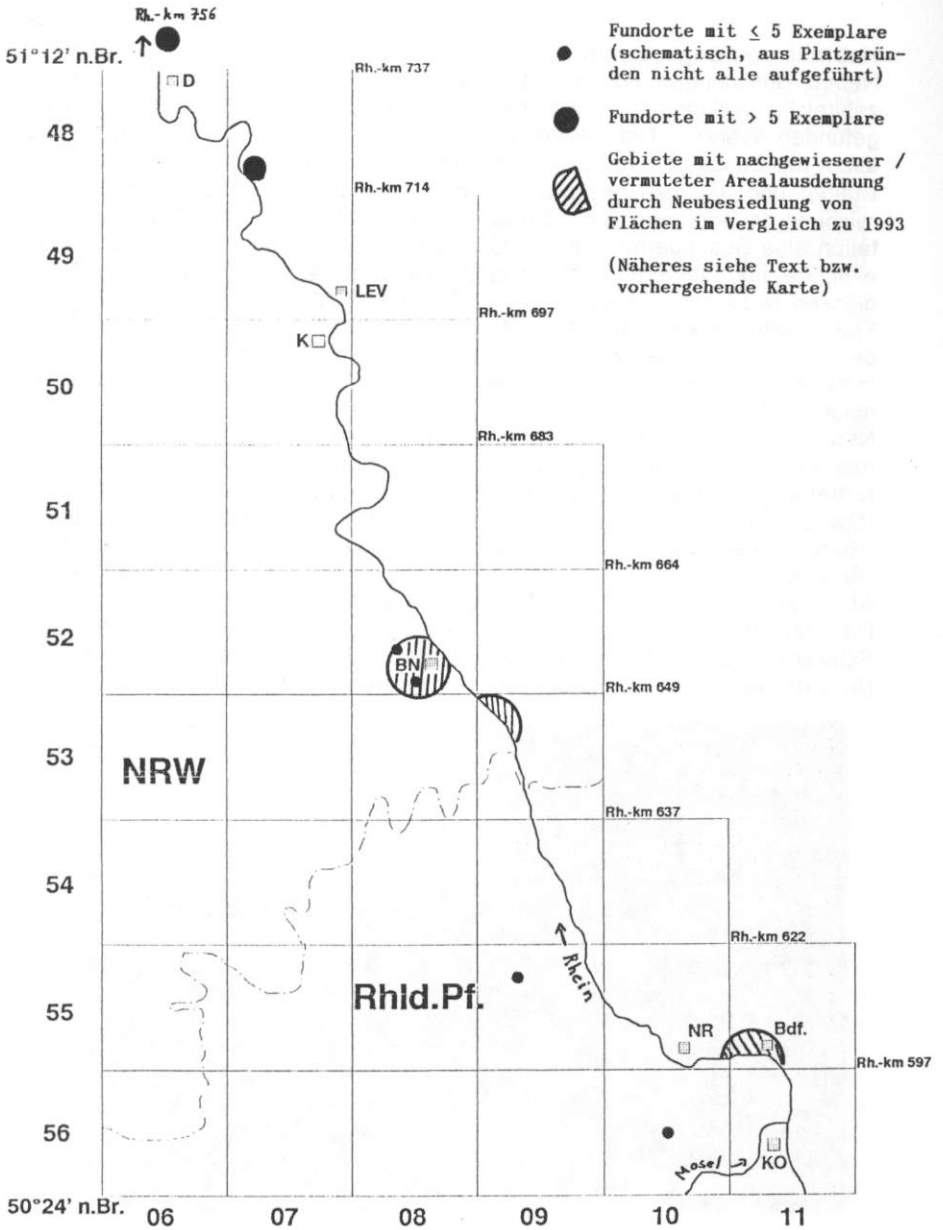 Rh.-km 756
51°12' n.Br.
D
Rh.-km 737
Fundorte mit ≤ 5 Exemplare
(schematisch, aus Platzgrün-
den nicht alle aufgeführt)
48
Fundorte mit > 5 Exemplare
Gebiete mit nachgewiesener /
vermuteter Arealausdehnung
durch Neubesiedlung von
Flächen im Vergleich zu 1993
Rh.-km 714
49
(Näheres siehe Text bzw.
vorhergehende Karte)
LEV
Rh.-km 697
K
50
Rh.-km 683
51
Rh.-km 664
52
BN
Rh.-km 649
53
NRW
Rh.-km 637
54
Rh.-km 622
Rhein
55
Rhld.Pf.
NR
Bdf.
Rh.-km 597
56
Mosel
KO
50°24' n.Br.
06 07 08 09 10 11